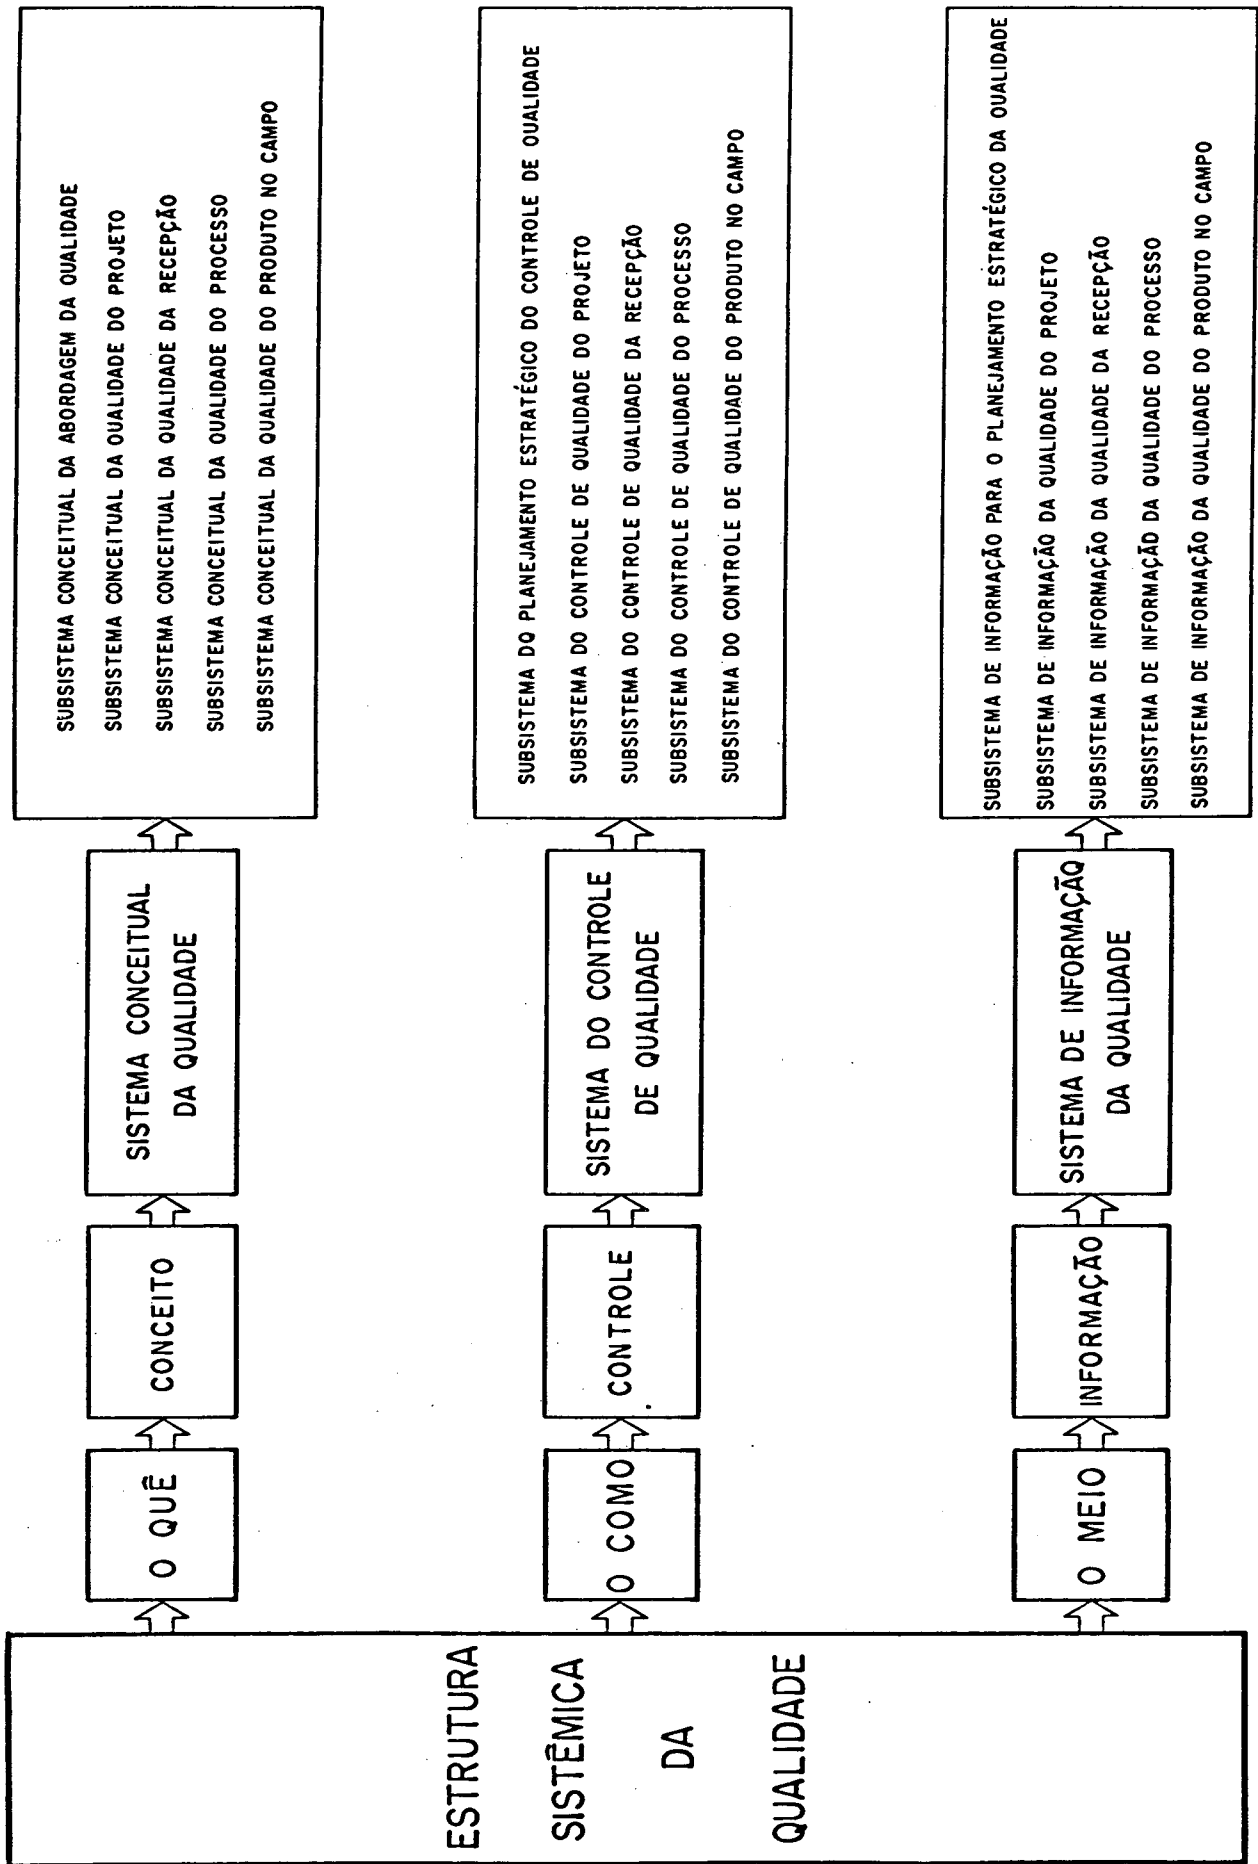 ESTRUTURA
SISTÊMICA
DA
QUALIDADE
O QUÊ
CONCEITO
SISTEMA CONCEITUAL
DA QUALIDADE
SUBSISTEMA CONCEITUAL DA ABORDAGEM DA QUALIDADE
SUBSISTEMA CONCEITUAL DA QUALIDADE DO PROJETO
SUBSISTEMA CONCEITUAL DA QUALIDADE DA RECEPÇÃO
SUBSISTEMA CONCEITUAL DA QUALIDADE DO PROCESSO
SUBSISTEMA CONCEITUAL DA QUALIDADE DO PRODUTO NO CAMPO
O COMO
CONTROLE
SISTEMA DO CONTROLE
DE QUALIDADE
SUBSISTEMA DO PLANEJAMENTO ESTRATÉGICO DO CONTROLE DE QUALIDADE
SUBSISTEMA DO CONTROLE DE QUALIDADE DO PROJETO
SUBSISTEMA DO CONTROLE DE QUALIDADE DA RECEPÇÃO
SUBSISTEMA DO CONTROLE DE QUALIDADE DO PROCESSO
SUBSISTEMA DO CONTROLE DE QUALIDADE DO PRODUTO NO CAMPO
O MEIO
INFORMAÇÃO
SISTEMA DE INFORMAÇÃO
DA QUALIDADE
SUBSISTEMA DE INFORMAÇÃO PARA O PLANEJAMENTO ESTRATÉGICO DA QUALIDADE
SUBSISTEMA DE INFORMAÇÃO DA QUALIDADE DO PROJETO
SUBSISTEMA DE INFORMAÇÃO DA QUALIDADE DA RECEPÇÃO
SUBSISTEMA DE INFORMAÇÃO DA QUALIDADE DO PROCESSO
SUBSISTEMA DE INFORMAÇÃO DA QUALIDADE DO PRODUTO NO CAMPO